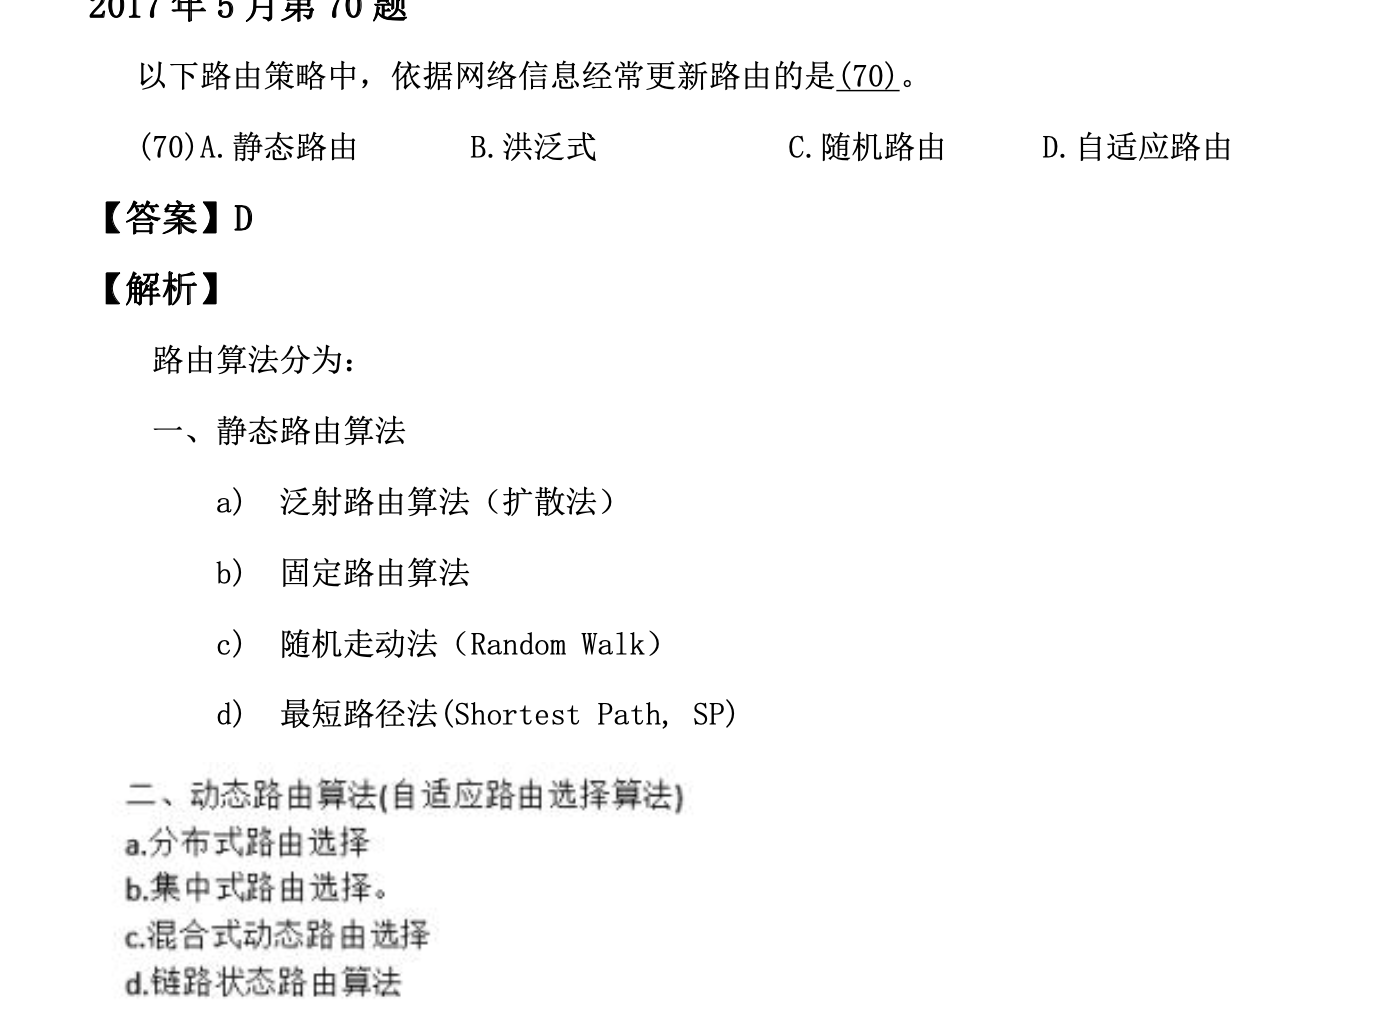 2017 年 5 月第 70 题
以下路由策略中，依据网络信息经常更新路由的是(70)。
(70)A.静态路由 B.洪泛式 C.随机路由 D.自适应路由
【答案】D
【解析】
路由算法分为：
一、静态路由算法
a) 泛射路由算法（扩散法）
b) 固定路由算法
c) 随机走动法（Random Walk）
d) 最短路径法(Shortest Path, SP)
二、动态路由算法(自适应路由选择算法)
a.分布式路由选择
b.集中式路由选择。
c.混合式动态路由选择
d.链路状态路由算法